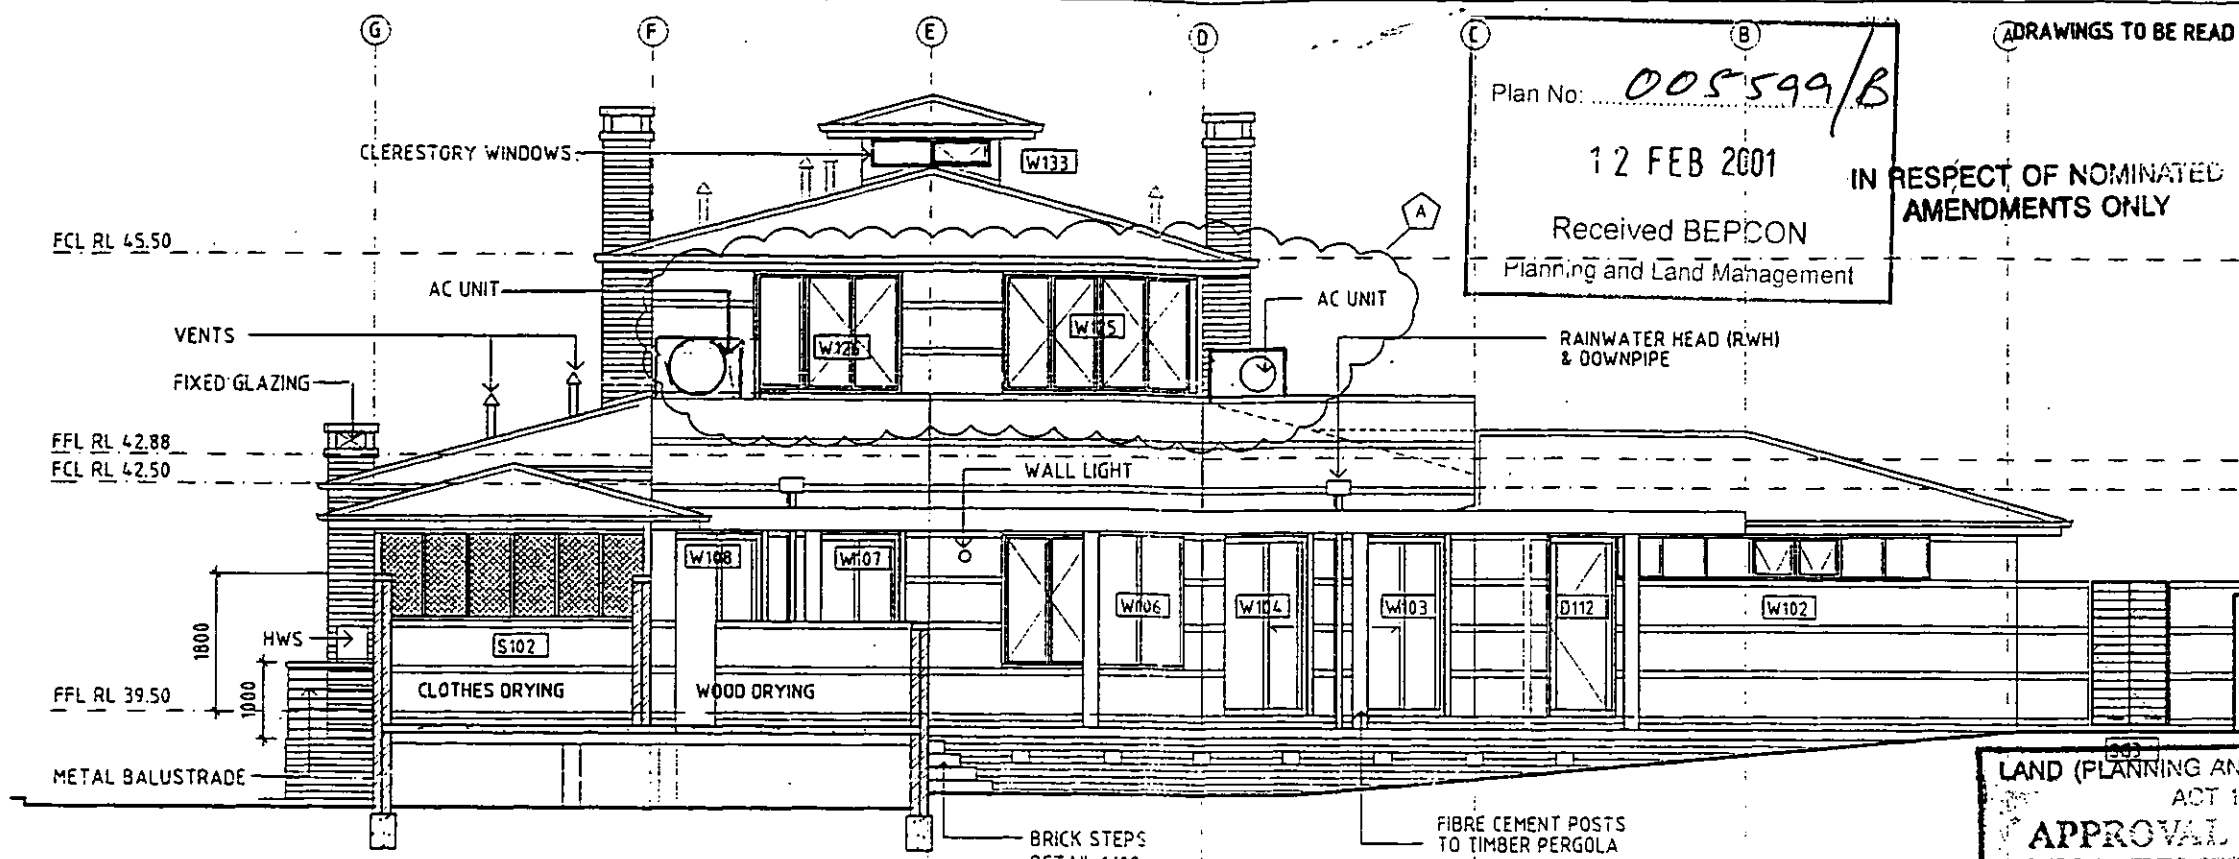 G
F
E
D
C
B
A
DRAWINGS TO BE READ
Plan No: 005599/B
12 FEB 2001
Received BEPCON
Planning and Land Management
IN RESPECT OF NOMINATED
AMENDMENTS ONLY
CLERESTORY WINDOWS
W133
A
FCL RL 45.50
AC UNIT
AC UNIT
W126
W125
VENTS
RAINWATER HEAD (RWH)
& DOWNPIPE
FIXED GLAZING
FFL RL 42.88
FCL RL 42.50
WALL LIGHT
W108
W107
W106
W104
W103
D112
W102
1800
HWS
S102
CLOTHES DRYING
WOOD DRYING
FFL RL 39.50
1000
METAL BALUSTRADE
BRICK STEPS
FIBRE CEMENT POSTS
TO TIMBER PERGOLA
LAND (PLANNING AN
ACT 1
APPROVAL